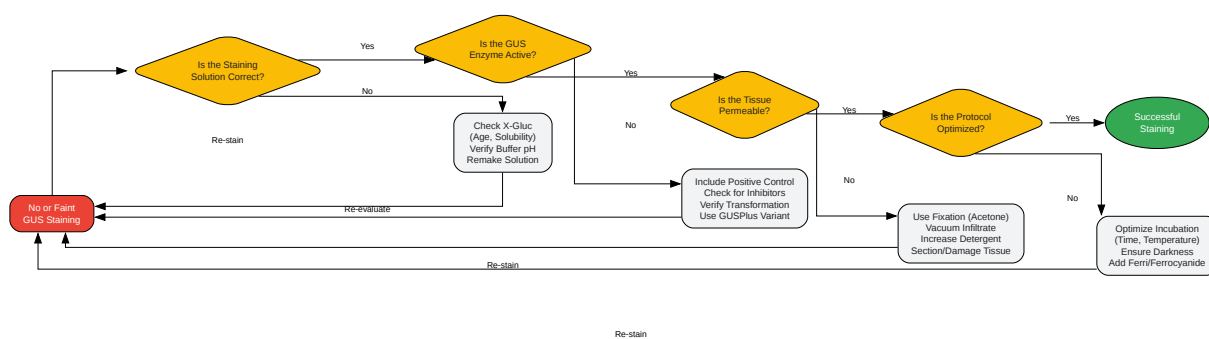 Is the Staining
Solution Correct?
Yes
No
Is the GUS
Enzyme Active?
Yes
No
Is the Tissue
Permeable?
Yes
No
Is the Protocol
Optimized?
Yes
No
Successful
Staining
Check X-Gluc
(Age, Solubility)
Verify Buffer pH
Remake Solution
Re-stain
Include Positive Control
Check for Inhibitors
Verify Transformation
Use GUSPlus Variant
No or Faint
GUS Staining
Re-evaluate
Use Fixation (Acetone)
Vacuum Infiltrate
Increase Detergent
Section/Damage Tissue
Optimize Incubation
(Time, Temperature)
Ensure Darkness
Add Ferri/Ferrocyanide
Re-stain
Re-stain